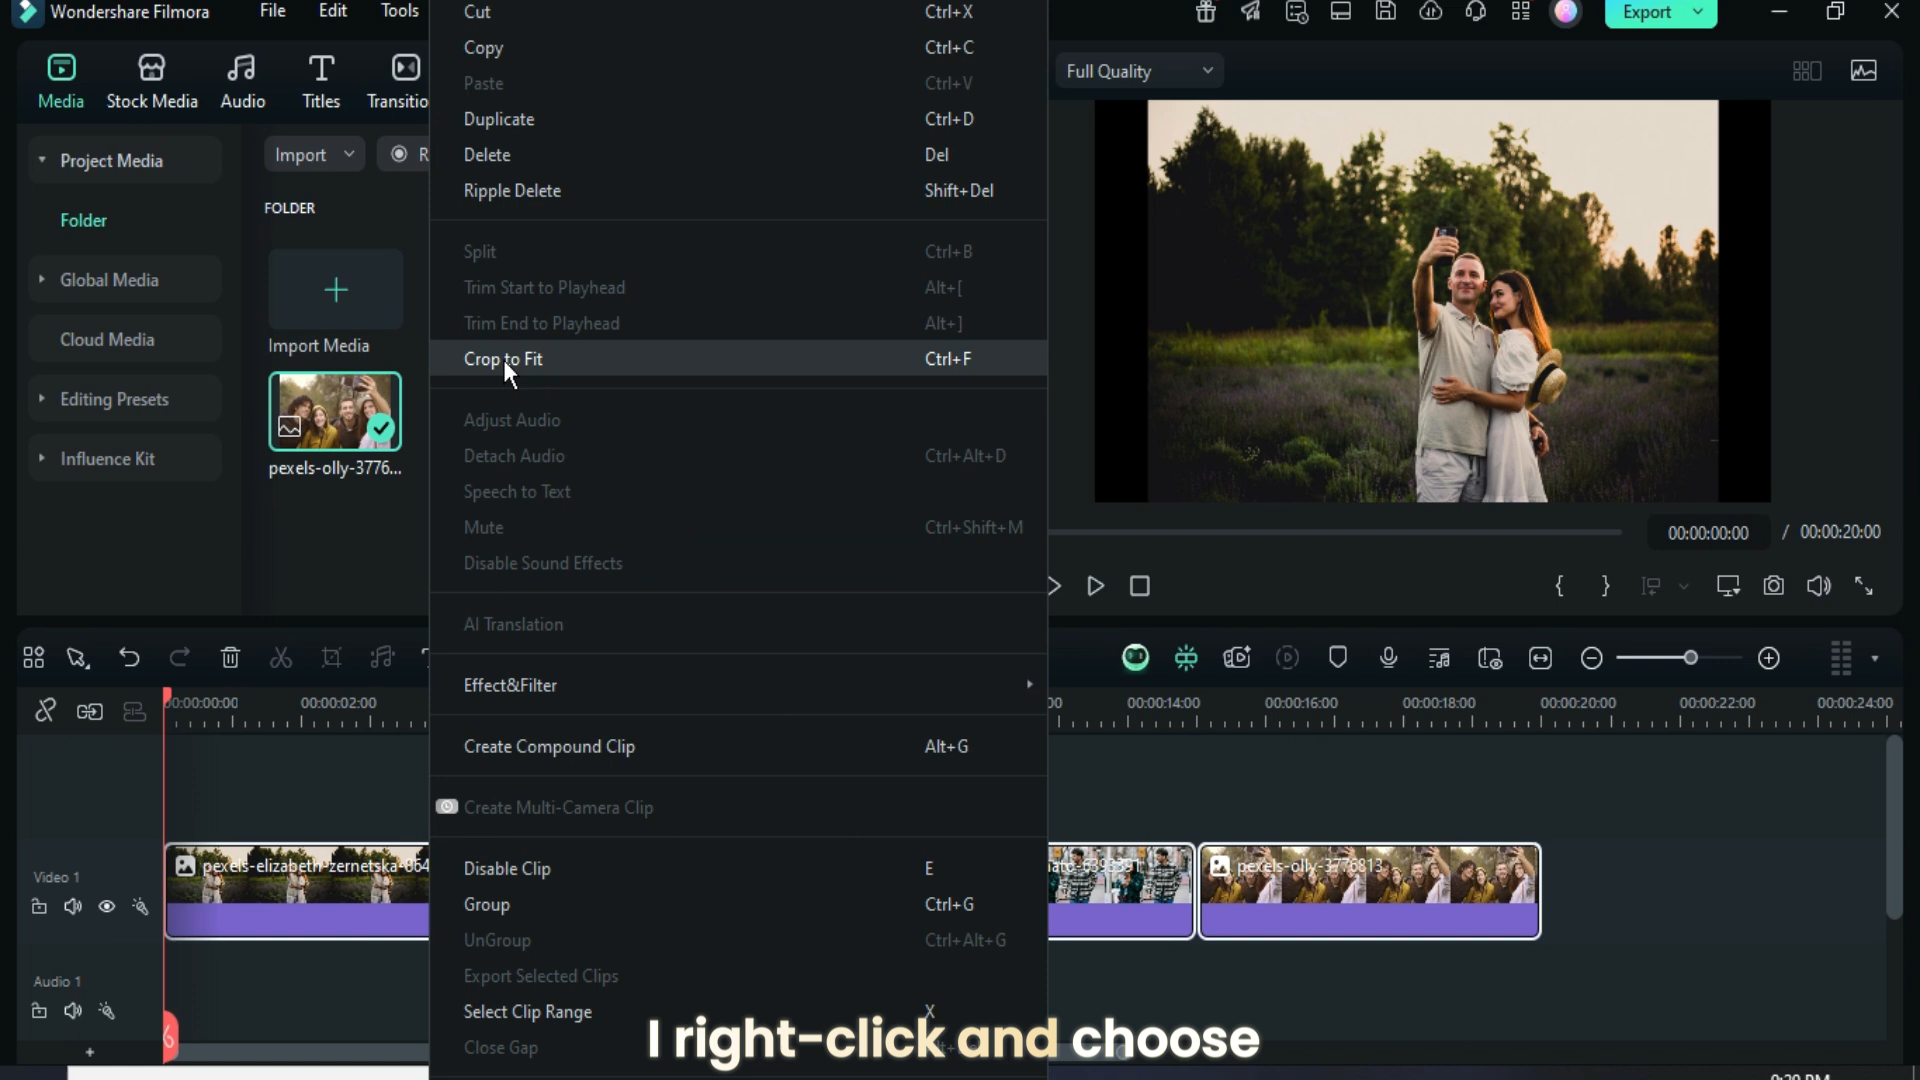 Wondershare Filmora
File
Edit
Tools
Export
Media
Stock Media
Audio
Titles
Transitio
Project Media
Folder
Global Media
Cloud Media
Editing Presets
Influence Kit
Import
R
FOLDER
Import Media
pexels-olly-3776...
Cut Ctrl+X
Copy Ctrl+C
Paste Ctrl+V
Duplicate Ctrl+D
Delete Del
Ripple Delete Shift+Del
Split Ctrl+B
Trim Start to Playhead Alt+[
Trim End to Playhead Alt+]
Crop to Fit Ctrl+F
Adjust Audio
Detach Audio Ctrl+Alt+D
Speech to Text
Mute Ctrl+Shift+M
Disable Sound Effects
AI Translation
Effect&Filter
Create Compound Clip Alt+G
Create Multi-Camera Clip
Disable Clip E
Group Ctrl+G
UnGroup Ctrl+Alt+G
Export Selected Clips
Select Clip Range X
Close Gap
Full Quality
00:00:00:00 / 00:00:20:00
00:00:00:00 00:00:02:00 00:00:14:00 00:00:16:00 00:00:18:00 00:00:20:00 00:00:22:00 00:00:24:00
Video 1
pexels-elizabeth-zernetska-864
pexels-olly-3776813
Audio 1
I right-click and choose